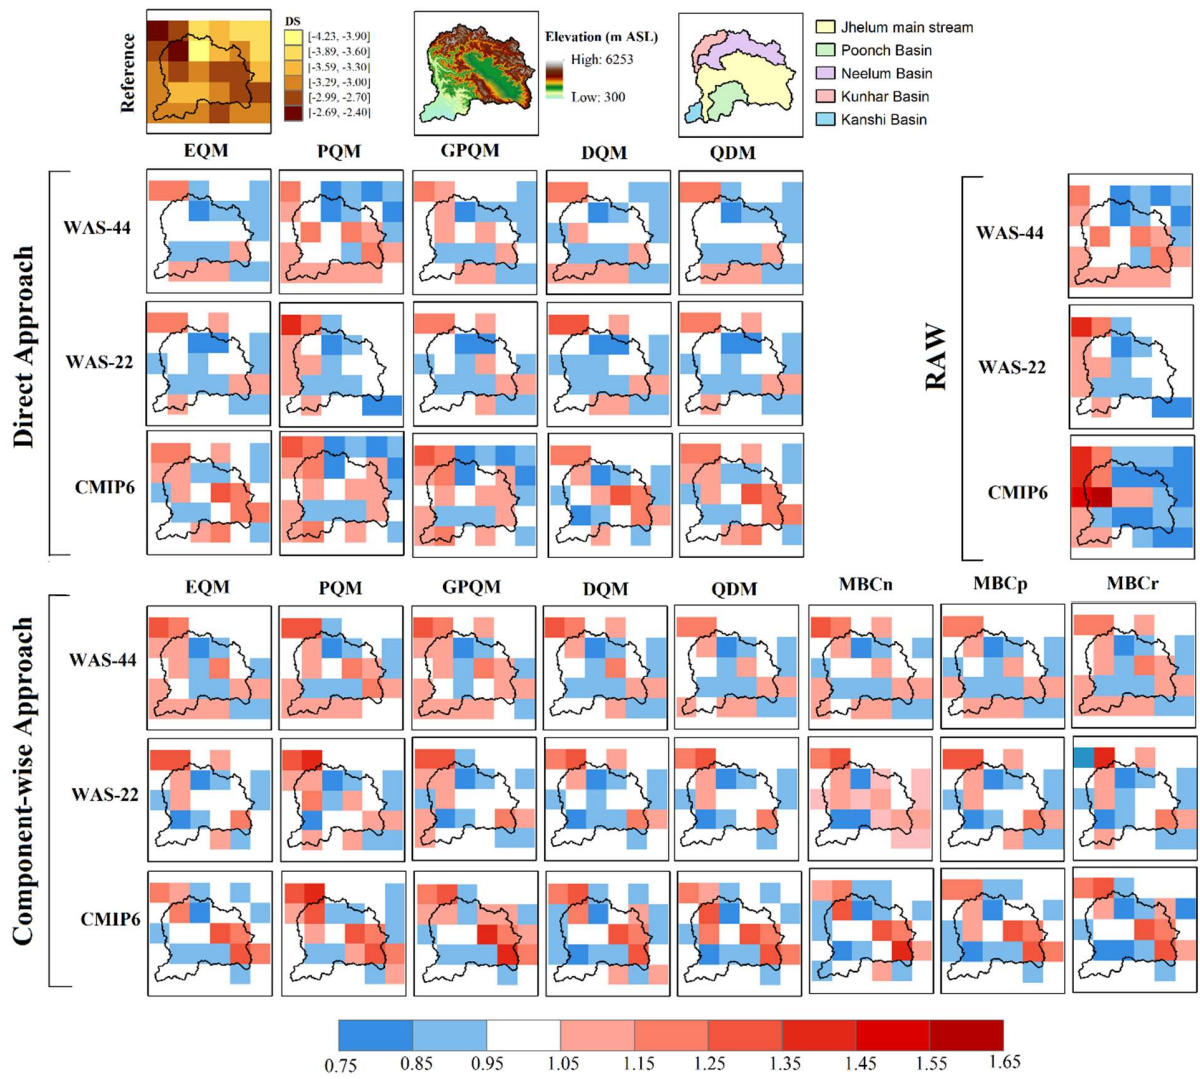 Reference
DS
[-4.23, -3.90]
[-3.89, -3.60]
[-3.59, -3.30]
[-3.29, -3.00]
[-2.99, -2.70]
[-2.69, -2.40]
Elevation (m ASL)
High: 6253
Low: 300
Jhelum main stream
Poonch Basin
Neelum Basin
Kunhar Basin
Kanshi Basin
EQM PQM GPQM DQM QDM
Direct Approach
WAS-44
WAS-22
CMIP6
RAW
WAS-44
WAS-22
CMIP6
EQM PQM GPQM DQM QDM MBCn MBCp MBCr
Component-wise Approach
WAS-44
WAS-22
CMIP6
0.75 0.85 0.95 1.05 1.15 1.25 1.35 1.45 1.55 1.65